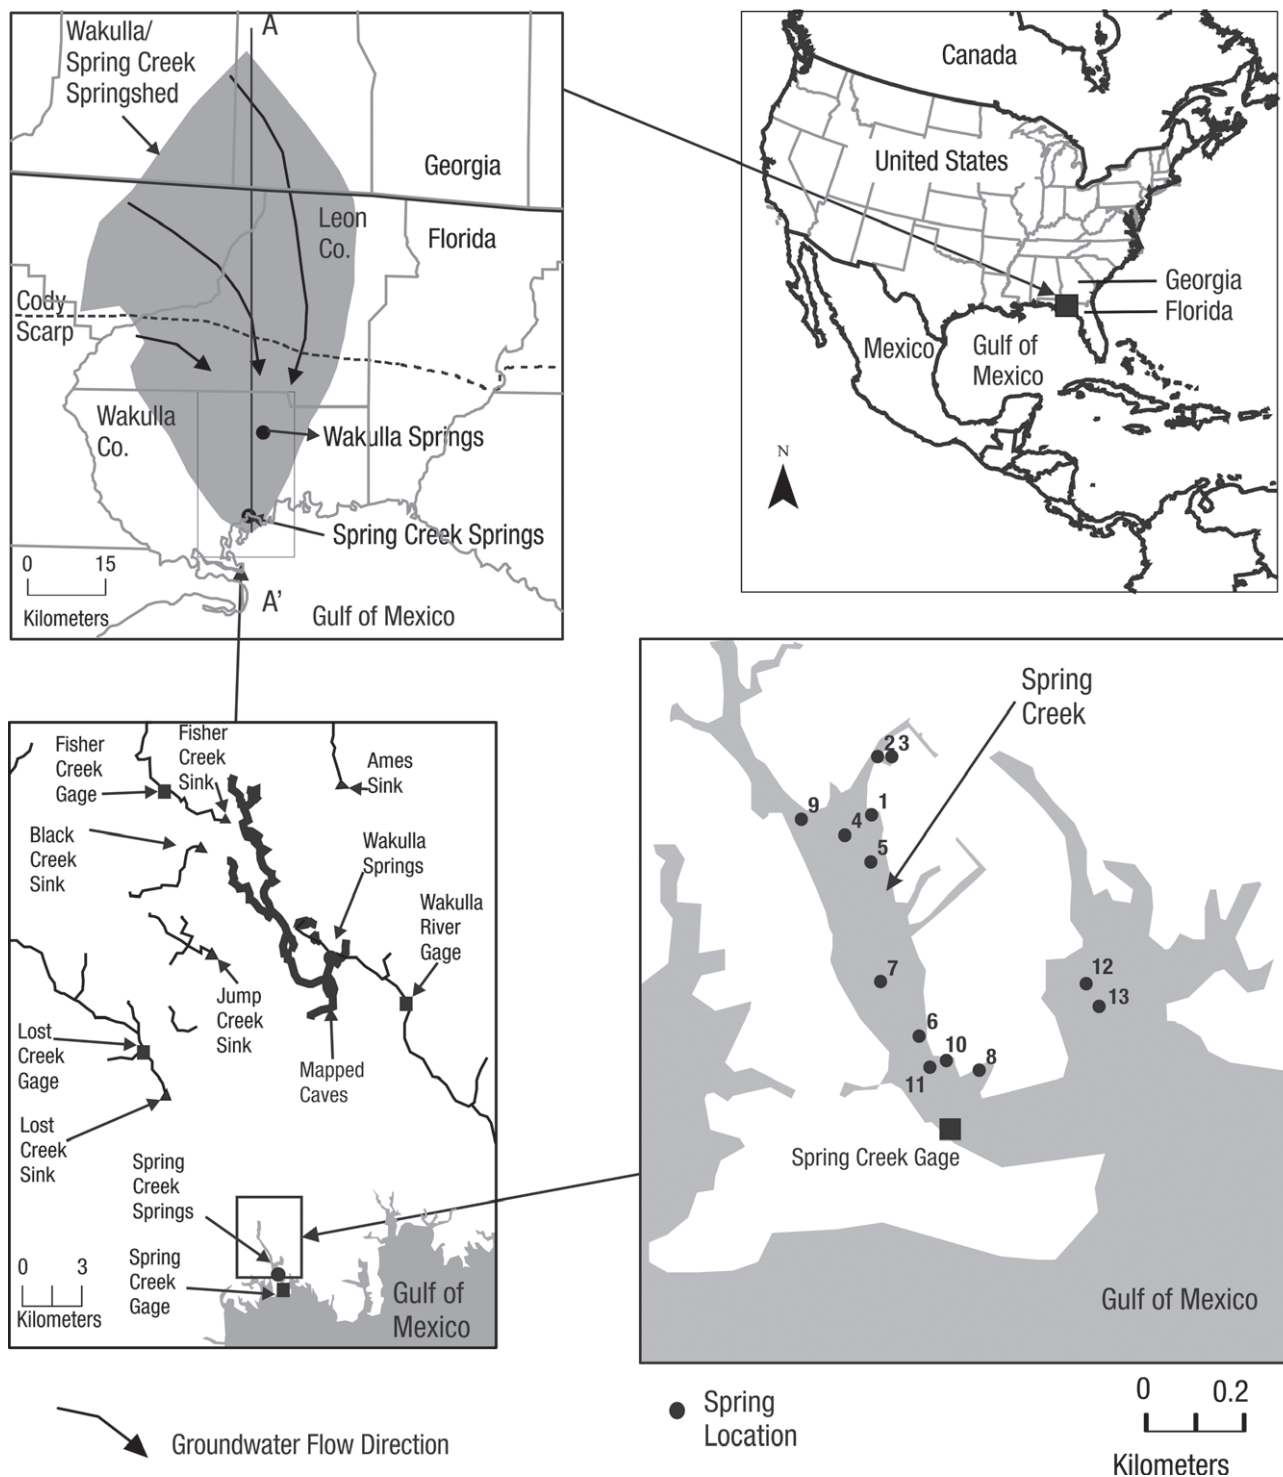 A
Wakulla/
Spring Creek
Springshed
Georgia
Leon
Co.
Florida
Cody
Scarp
Wakulla
Co.
Wakulla Springs
Spring Creek Springs
0 15
Kilometers
A'
Gulf of Mexico
Canada
United States
Georgia
Florida
Mexico
Gulf of
Mexico
N
Fisher
Creek
Gage
Fisher
Creek
Sink
Ames
Sink
Black
Creek
Sink
Wakulla
Springs
Wakulla
River
Gage
Jump
Creek
Sink
Lost
Creek
Gage
Mapped
Caves
Lost
Creek
Sink
Spring
Creek
Springs
Spring
Creek
Gage
0 3
Kilometers
Gulf of
Mexico
Spring
Creek
2 3
1
9
4
5
7
12
13
6
10
8
11
Spring Creek Gage
Gulf of Mexico
Groundwater Flow Direction
Spring
Location
0 0.2
Kilometers